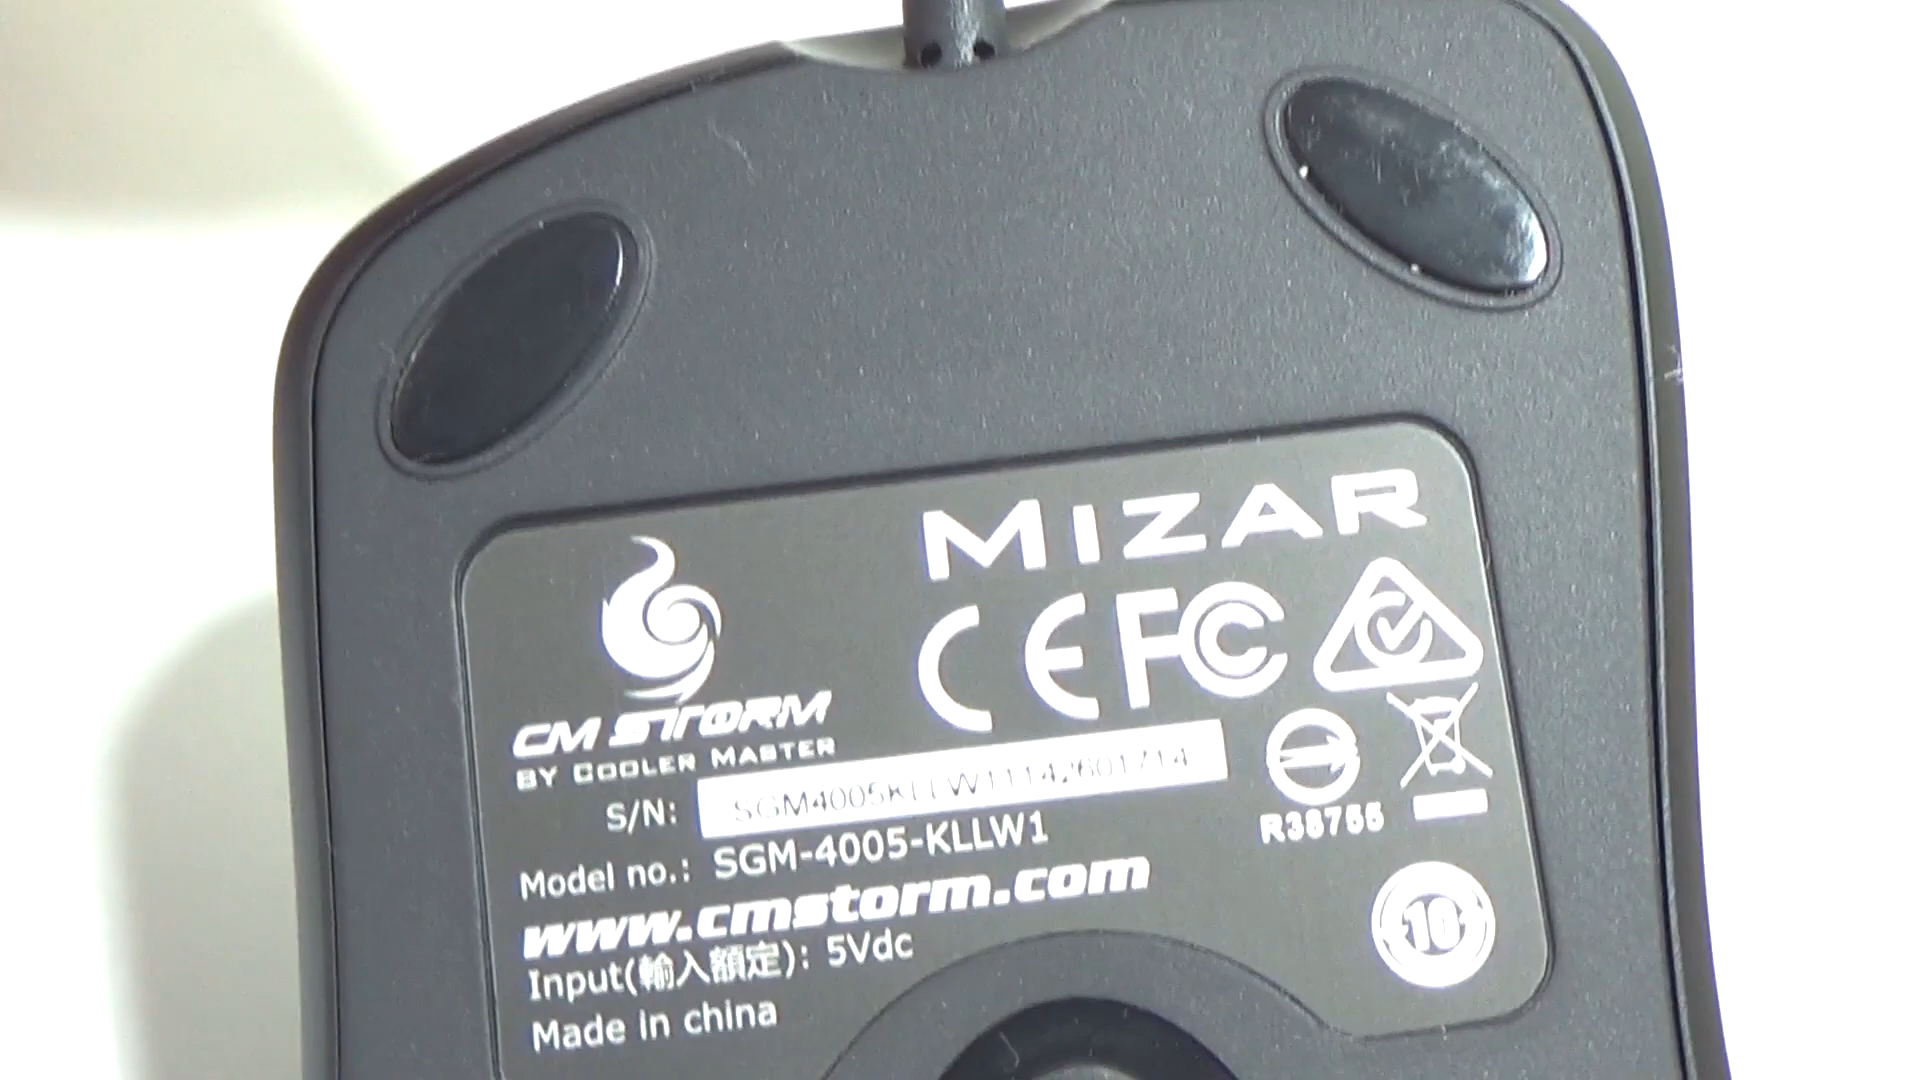 MIZAR
CE FC
CM STORM
BY COOLER MASTER
S/N: SGM4005KLLW11142601714
R38755
Model no.: SGM-4005-KLLW1
www.cmstorm.com
10
Input(輸入額定): 5Vdc
Made in china